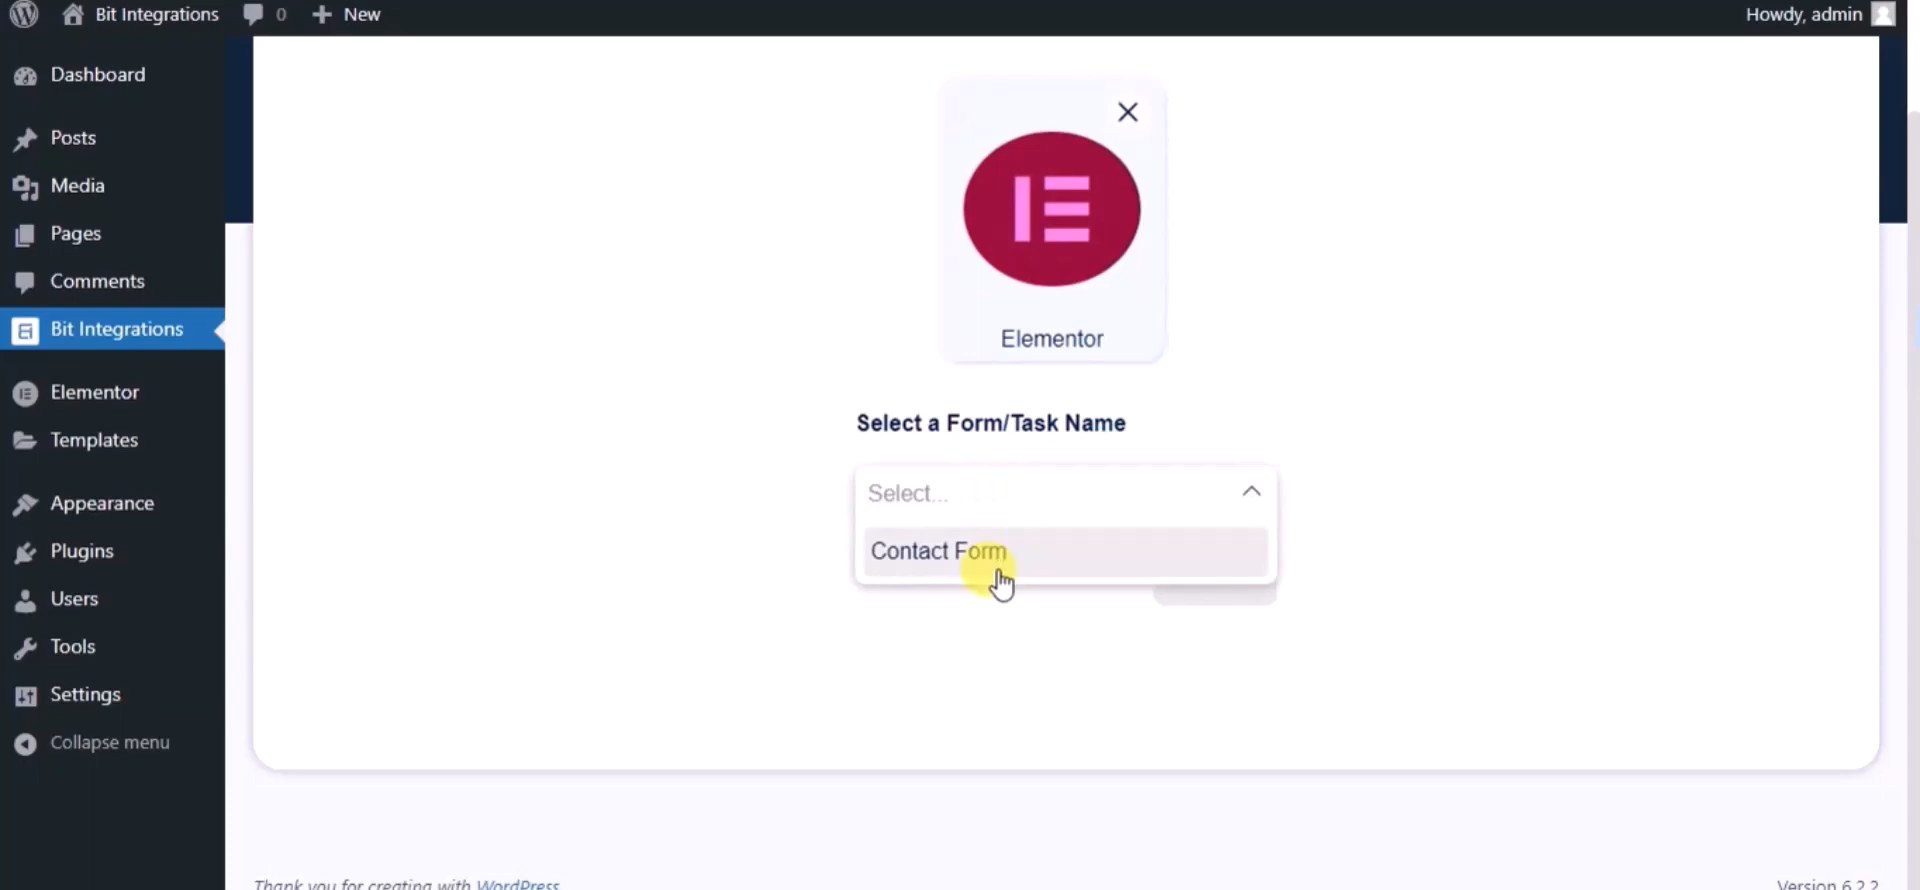 Bit Integrations 0 New Howdy, admin
Dashboard
Posts
Media
Pages
Comments
Bit Integrations
Elementor
Templates
Appearance
Plugins
Users
Tools
Settings
Collapse menu
Elementor
Select a Form/Task Name
Select...
Contact Form
Thank you for creating with WordPress.
Version 6.2.2